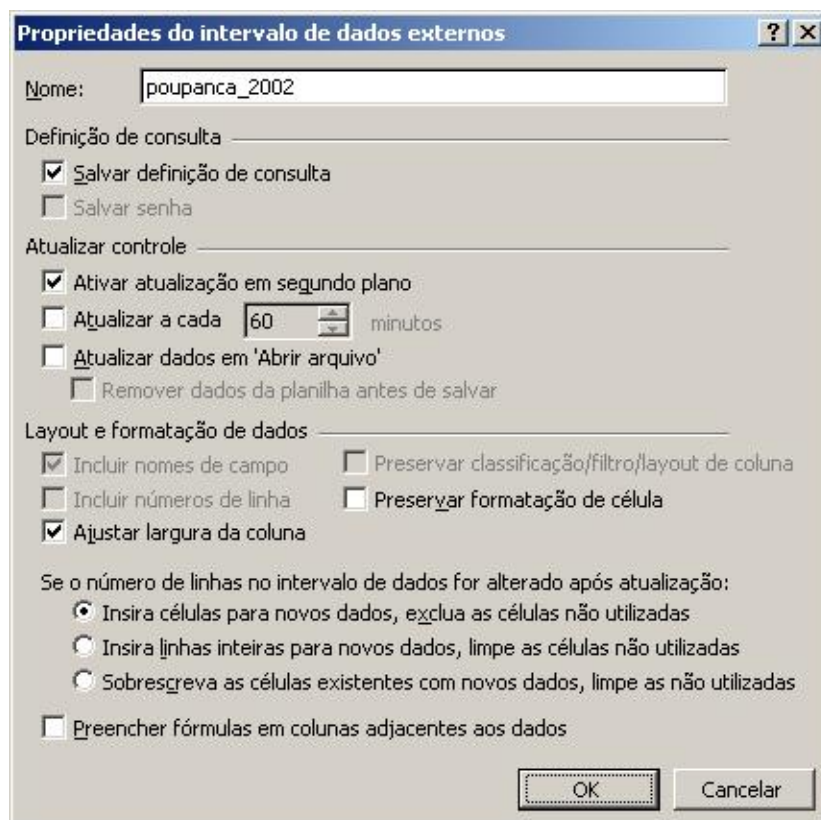 Propriedades do intervalo de dados externos
Nome: poupanca_2002
Definição de consulta
Salvar definição de consulta
Salvar senha
Atualizar controle
Ativar atualização em segundo plano
Atualizar a cada 60 minutos
Atualizar dados em 'Abrir arquivo'
Remover dados da planilha antes de salvar
Layout e formatação de dados
Incluir nomes de campo Preservar classificação/filtro/layout de coluna
Incluir números de linha Preservar formatação de célula
Ajustar largura da coluna
Se o número de linhas no intervalo de dados for alterado após atualização:
Insira células para novos dados, exclua as células não utilizadas
Insira linhas inteiras para novos dados, limpe as células não utilizadas
Sobrescreva as células existentes com novos dados, limpe as não utilizadas
Preencher fórmulas em colunas adjacentes aos dados
OK Cancelar